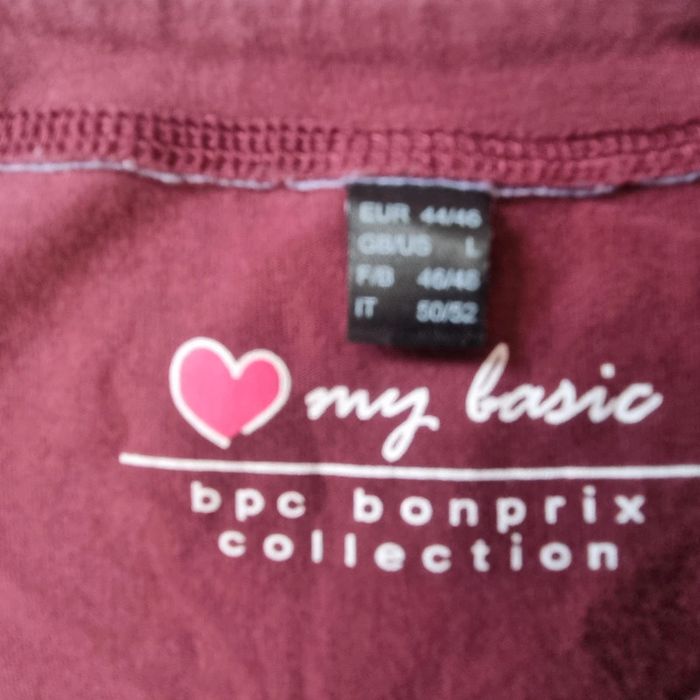 EUR 44/46
GB/US L
F/B 46/48
IT 50/52
my basic
bpc bonprix
collection